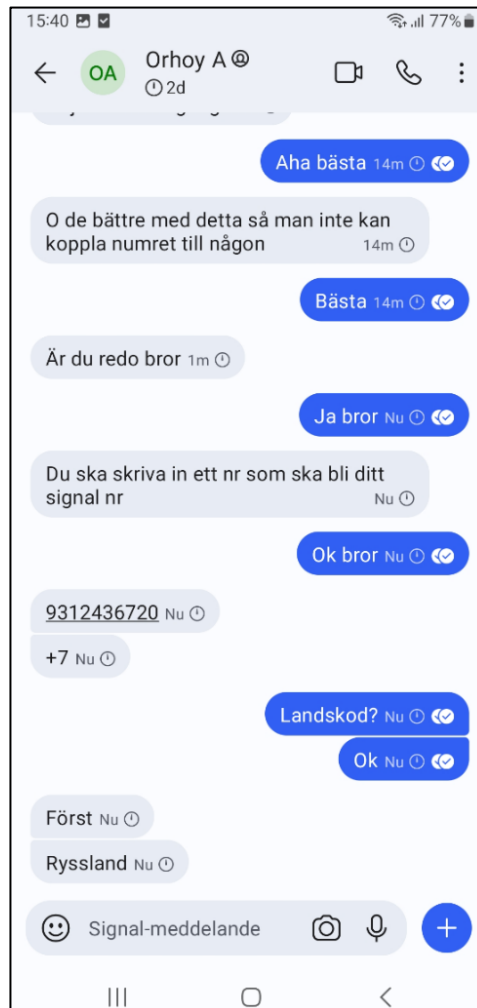 15:40 77%
Orhoy A
OA
2d
Aha bästa 14m
O de bättre med detta så man inte kan
koppla numret till någon 14m
Bästa 14m
Är du redo bror 1m
Ja bror Nu
Du ska skriva in ett nr som ska bli ditt
signal nr Nu
Ok bror Nu
9312436720 Nu
+7 Nu
Landskod? Nu
Ok Nu
Först Nu
Ryssland Nu
Signal-meddelande